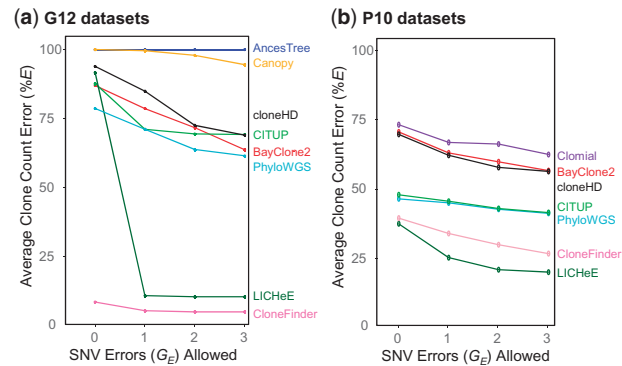 (a) G12 datasets
Average Clone Count Error (%E)
100
75
50
25
0
0 1 2 3
SNV Errors (GE) Allowed
AncesTree
Canopy
cloneHD
CITUP
BayClone2
PhyloWGS
LICHeE
CloneFinder
(b) P10 datasets
Average Clone Count Error (%E)
100
75
50
25
0
0 1 2 3
SNV Errors (GE) Allowed
Clomial
BayClone2
cloneHD
CITUP
PhyloWGS
CloneFinder
LICHeE